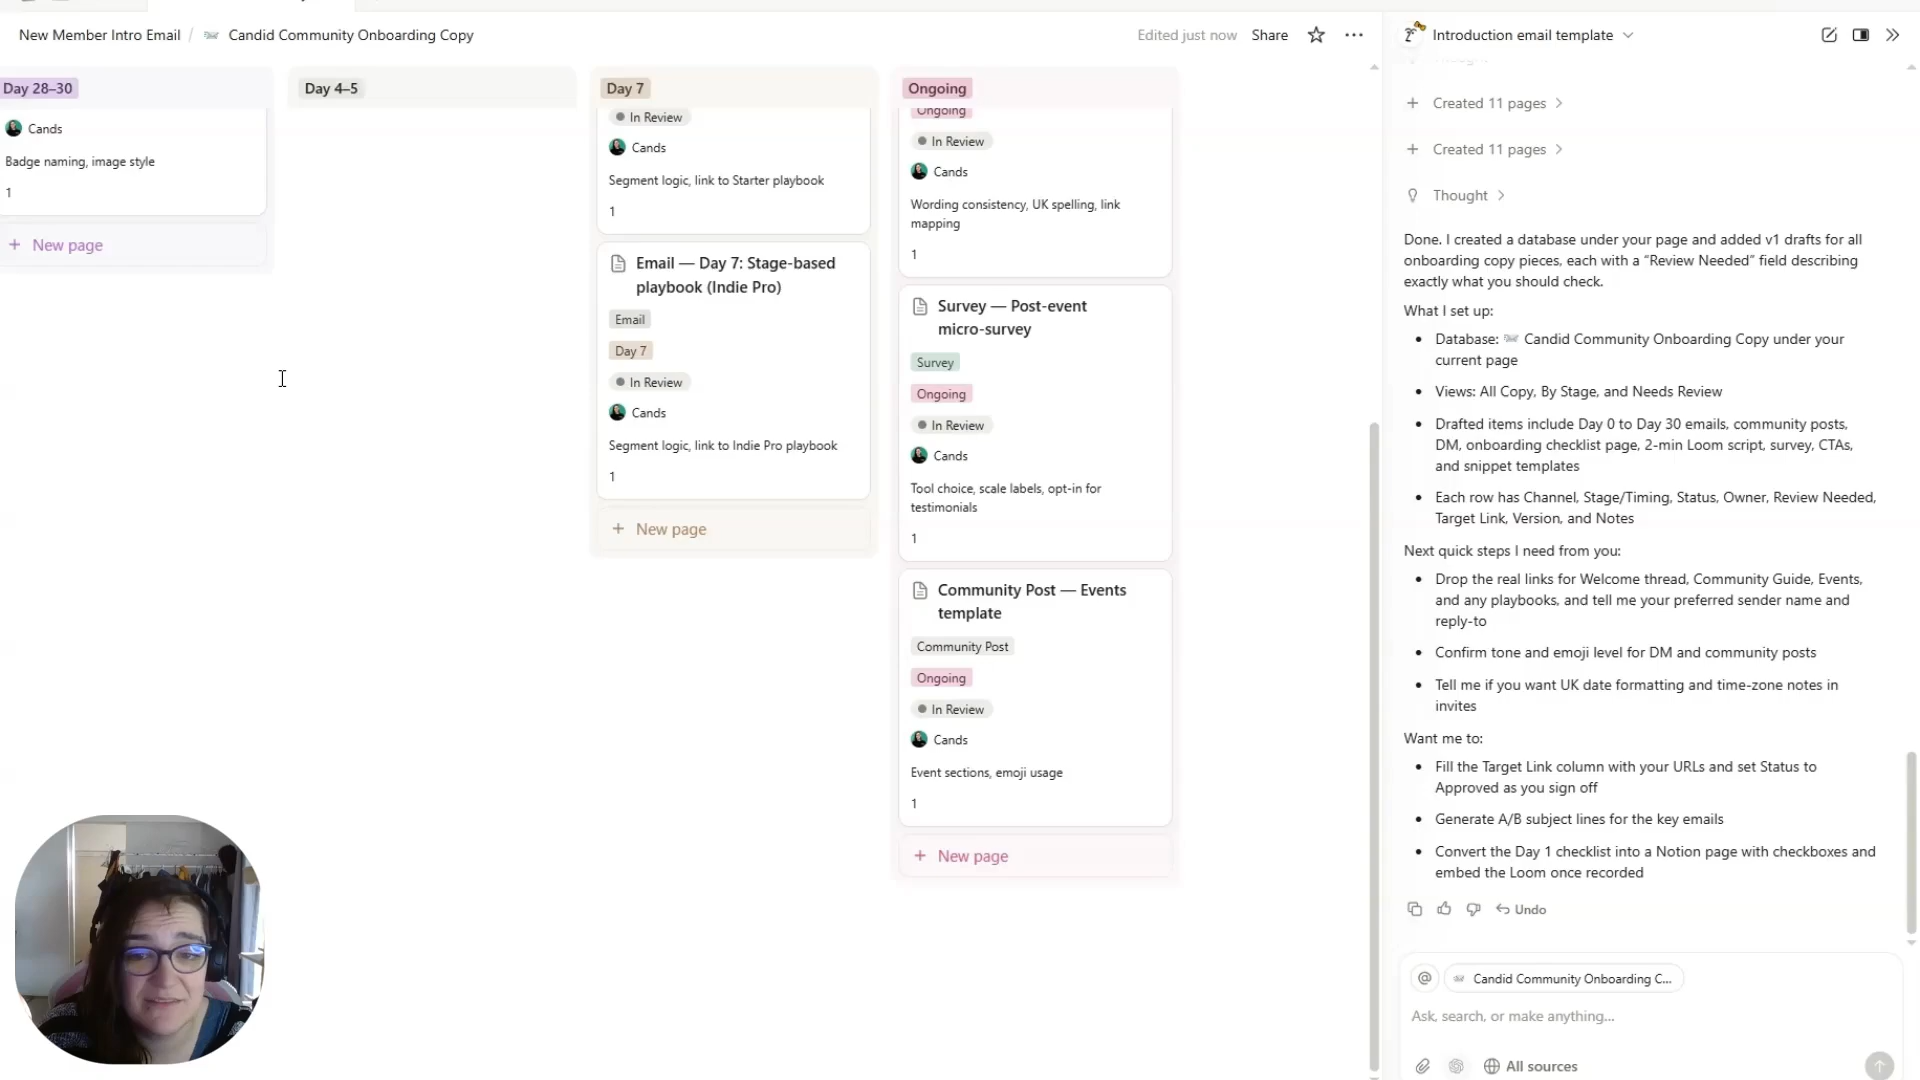 New Member Intro Email / Candid Community Onboarding Copy
Edited just now
Share
Introduction email template
Day 28–30
Cands
Badge naming, image style
1
+ New page
Day 4–5
Day 7
In Review
Cands
Segment logic, link to Starter playbook
1
Email — Day 7: Stage-based
playbook (Indie Pro)
Email
Day 7
In Review
Cands
Segment logic, link to Indie Pro playbook
1
+ New page
Ongoing
Ongoing
In Review
Cands
Wording consistency, UK spelling, link
mapping
1
Survey — Post-event
micro-survey
Survey
Ongoing
In Review
Cands
Tool choice, scale labels, opt-in for
testimonials
1
Community Post — Events
template
Community Post
Ongoing
In Review
Cands
Event sections, emoji usage
1
+ New page
Thought
+ Created 11 pages
+ Created 11 pages
Thought
Done. I created a database under your page and added v1 drafts for all
onboarding copy pieces, each with a “Review Needed” field describing
exactly what you should check.
What I set up:
• Database: Candid Community Onboarding Copy under your
current page
• Views: All Copy, By Stage, and Needs Review
• Drafted items include Day 0 to Day 30 emails, community posts,
DM, onboarding checklist page, 2-min Loom script, survey, CTAs,
and snippet templates
• Each row has Channel, Stage/Timing, Status, Owner, Review Needed,
Target Link, Version, and Notes
Next quick steps I need from you:
• Drop the real links for Welcome thread, Community Guide, Events,
and any playbooks, and tell me your preferred sender name and
reply-to
• Confirm tone and emoji level for DM and community posts
• Tell me if you want UK date formatting and time-zone notes in
invites
Want me to:
• Fill the Target Link column with your URLs and set Status to
Approved as you sign off
• Generate A/B subject lines for the key emails
• Convert the Day 1 checklist into a Notion page with checkboxes and
embed the Loom once recorded
Undo
@ Candid Community Onboarding C...
Ask, search, or make anything...
All sources